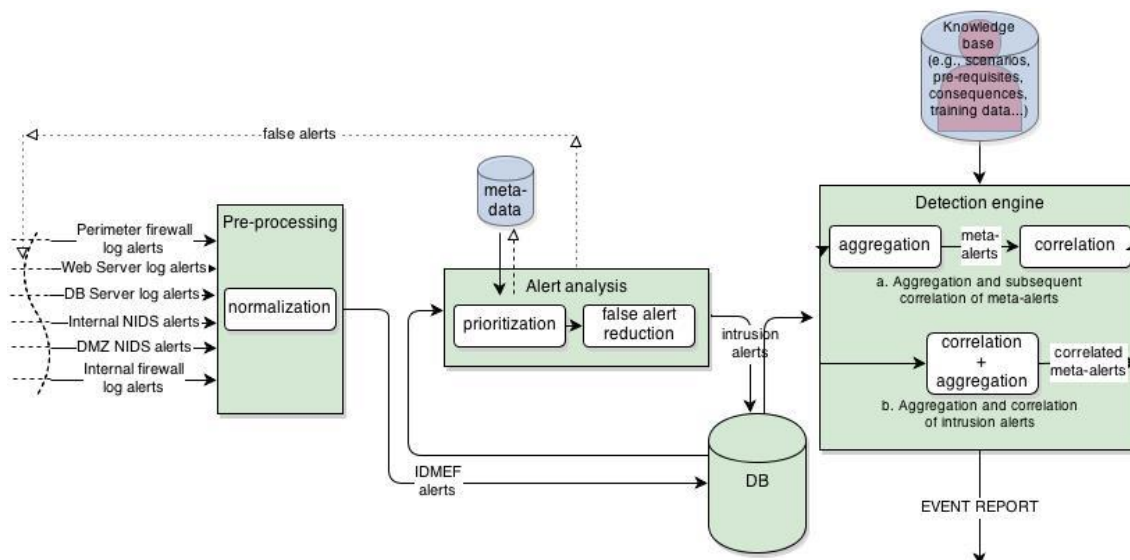 Knowledge
base
(e.g., scenarios,
pre-requisites,
consequences,
training data...)
false alerts
meta-
data
Pre-processing
normalization
Perimeter firewall
log alerts
Web Server log alerts
DB Server log alerts
Internal NIDS alerts
DMZ NIDS alerts
Internal firewall
log alerts
Alert analysis
prioritization
false alert
reduction
intrusion
alerts
IDMEF
alerts
DB
Detection engine
aggregation
meta-
alerts
correlation
a. Aggregation and subsequent
correlation of meta-alerts
correlation
+
aggregation
correlated
meta-alerts
b. Aggregation and correlation
of intrusion alerts
EVENT REPORT